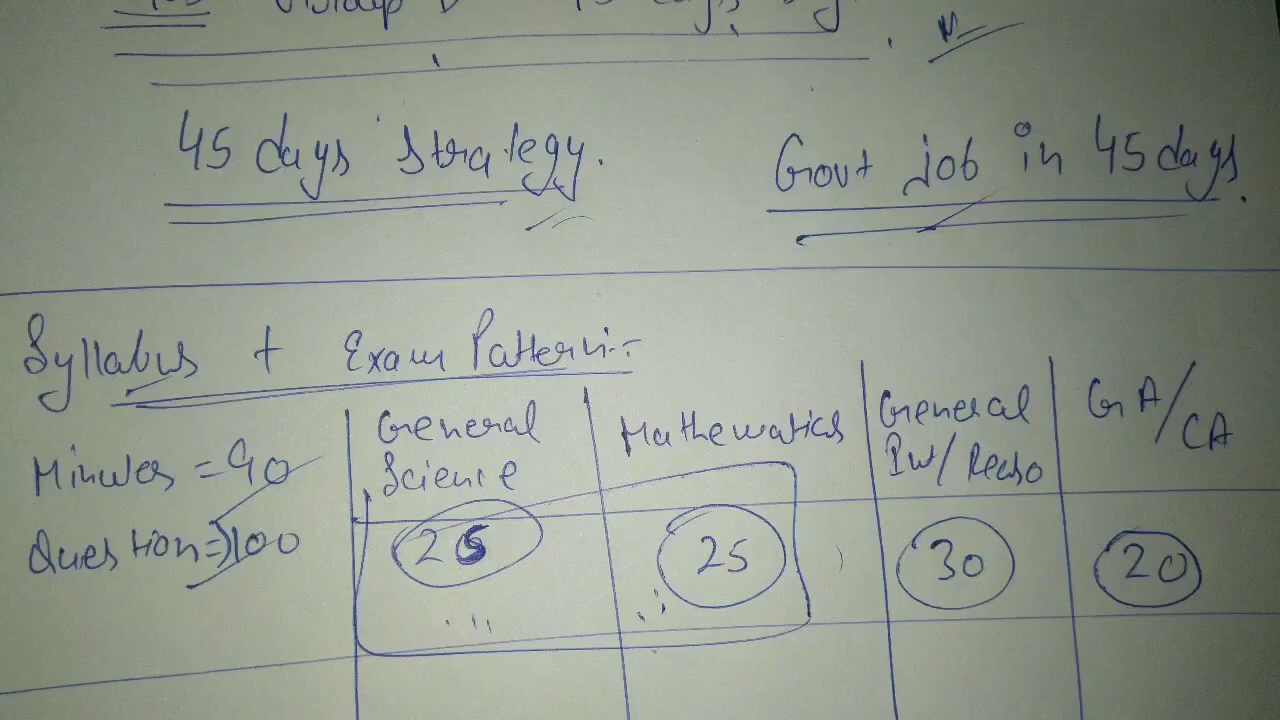 45 days strategy.
Govt job in 45 days.
Syllabus + Exam Pattern:-
Minutes = 90
Question => 100
General Science
Mathematics
General Int/Reaso
GA/CA
25
25
30
20